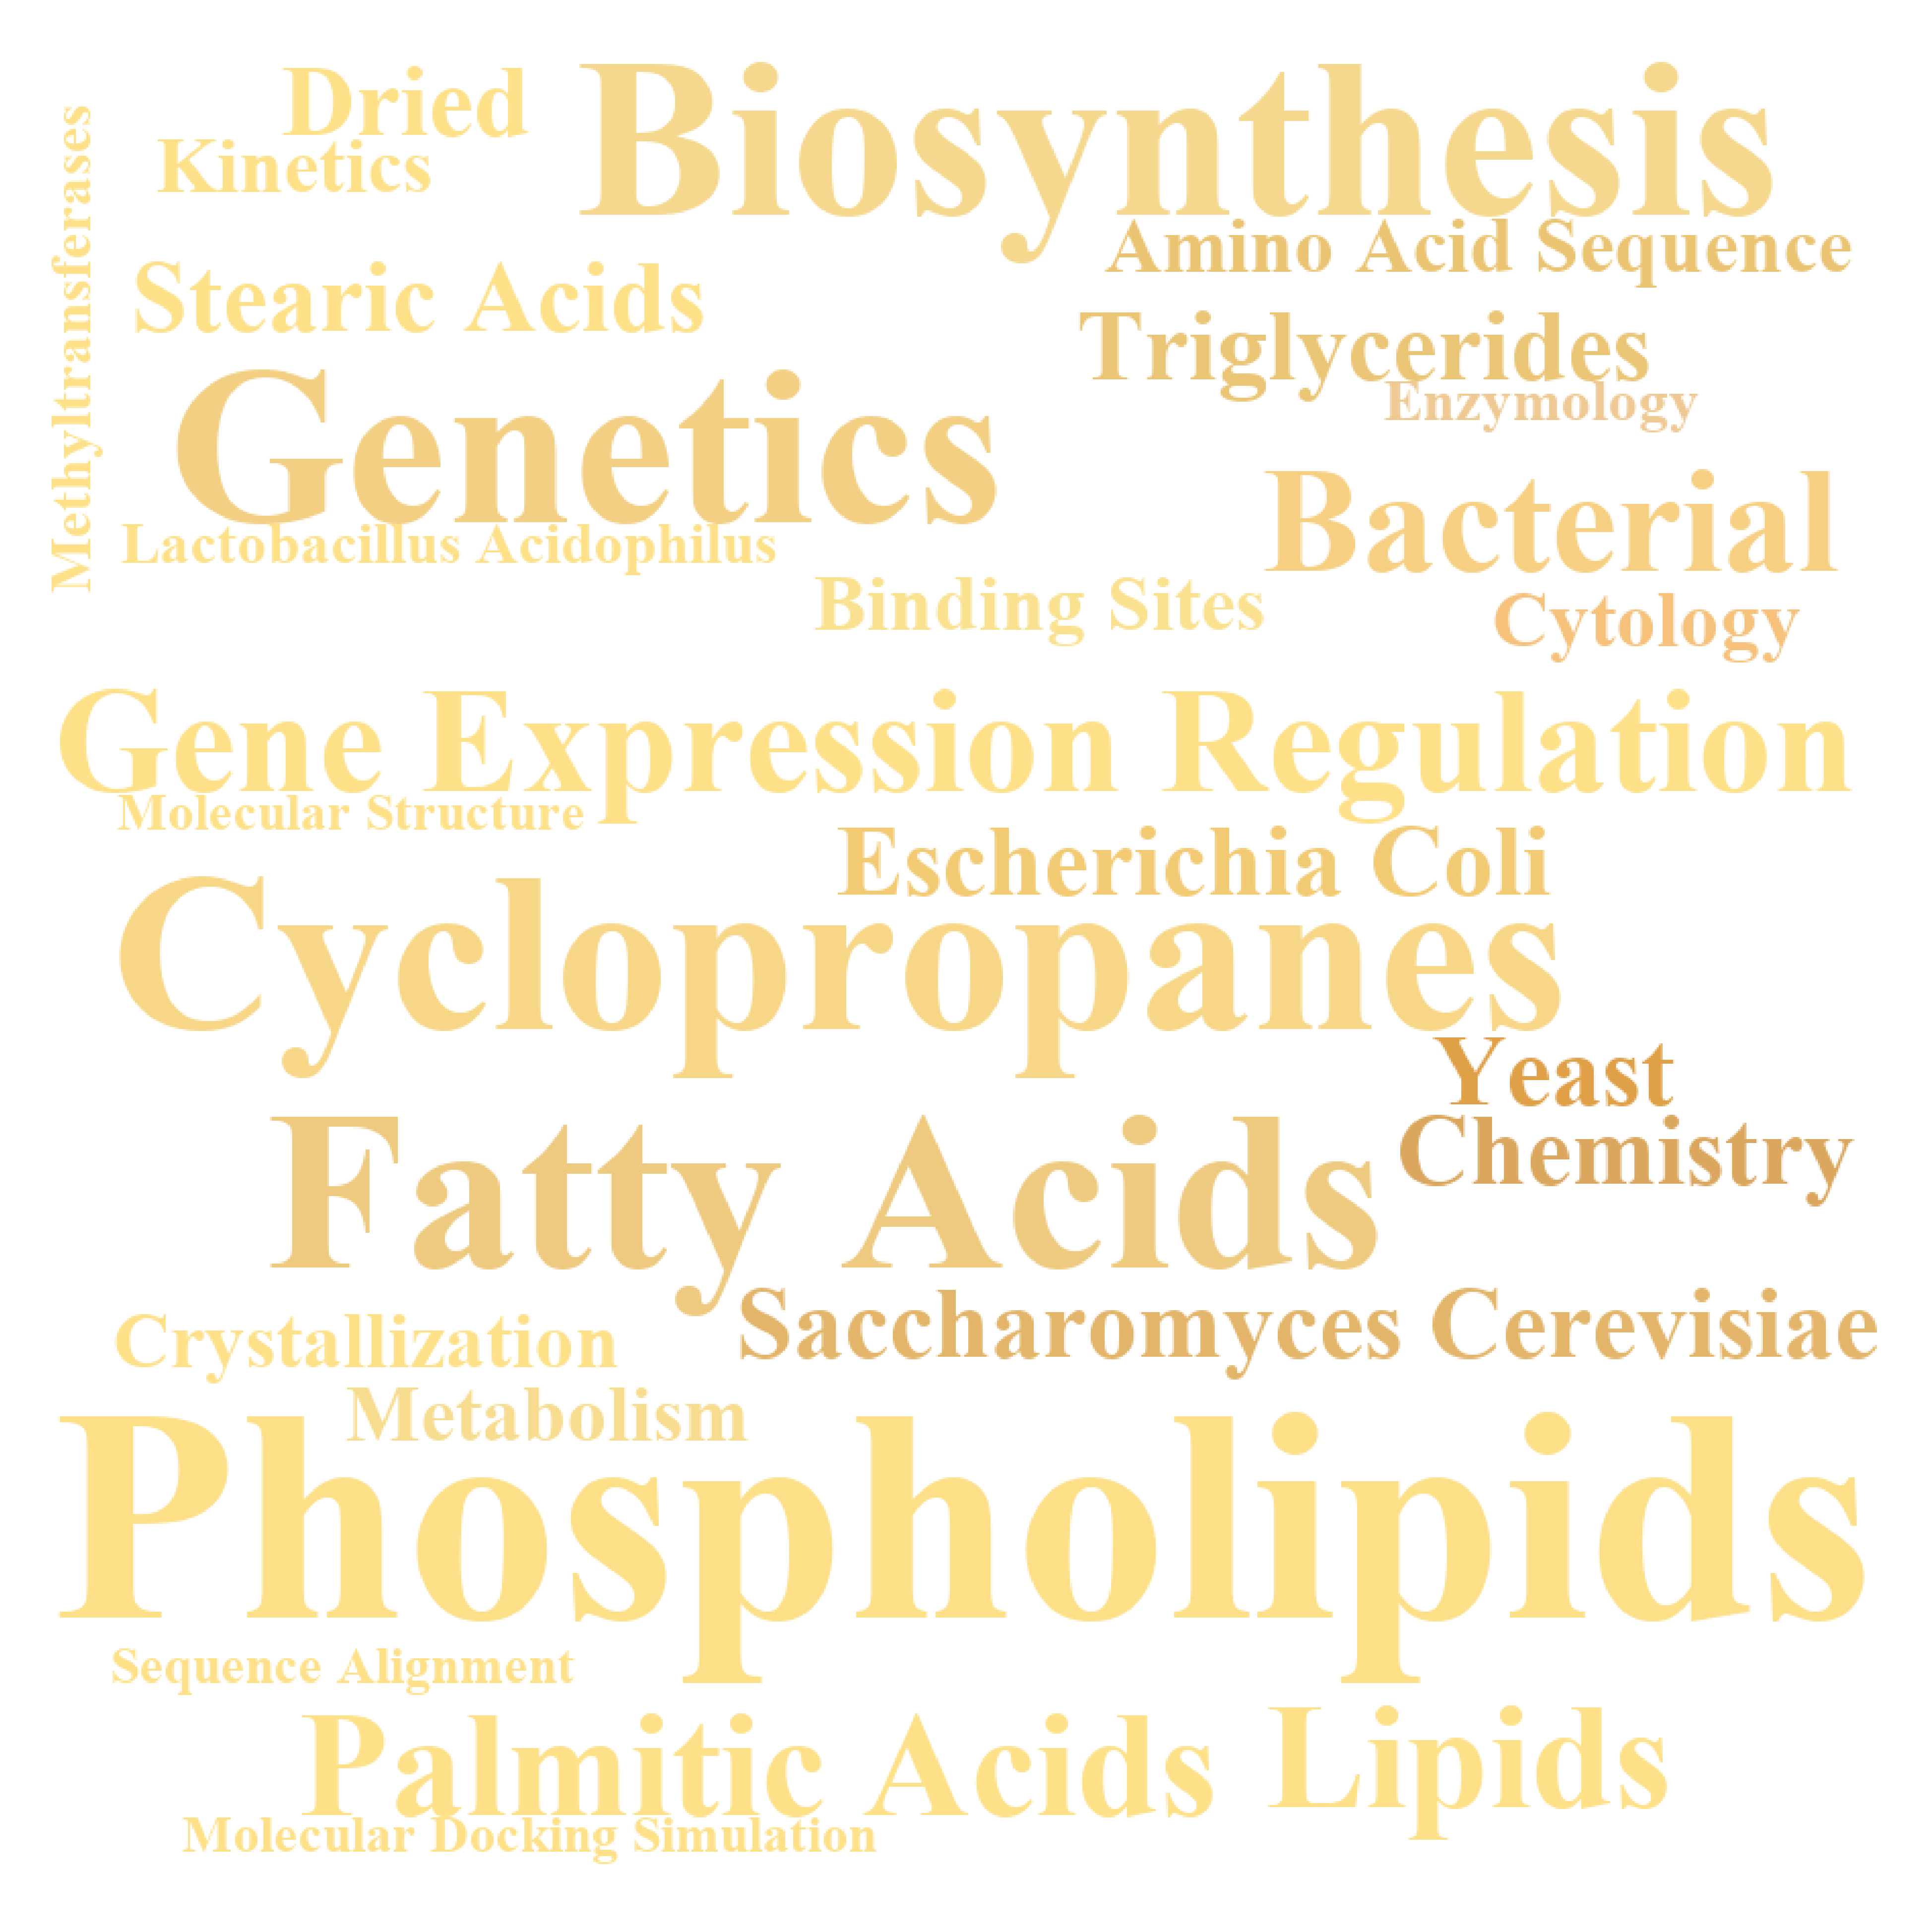 Dried
Biosynthesis
Kinetics
Methyltransferases
Amino Acid Sequence
Stearic Acids
Triglycerides
Enzymology
Genetics
Bacterial
Lactobacillus Acidophilus
Binding Sites
Cytology
Gene Expression Regulation
Molecular Structure
Escherichia Coli
Cyclopropanes
Yeast
Chemistry
Fatty Acids
Saccharomyces Cerevisiae
Crystallization
Metabolism
Phospholipids
Sequence Alignment
Palmitic Acids
Lipids
Molecular Docking Simulation